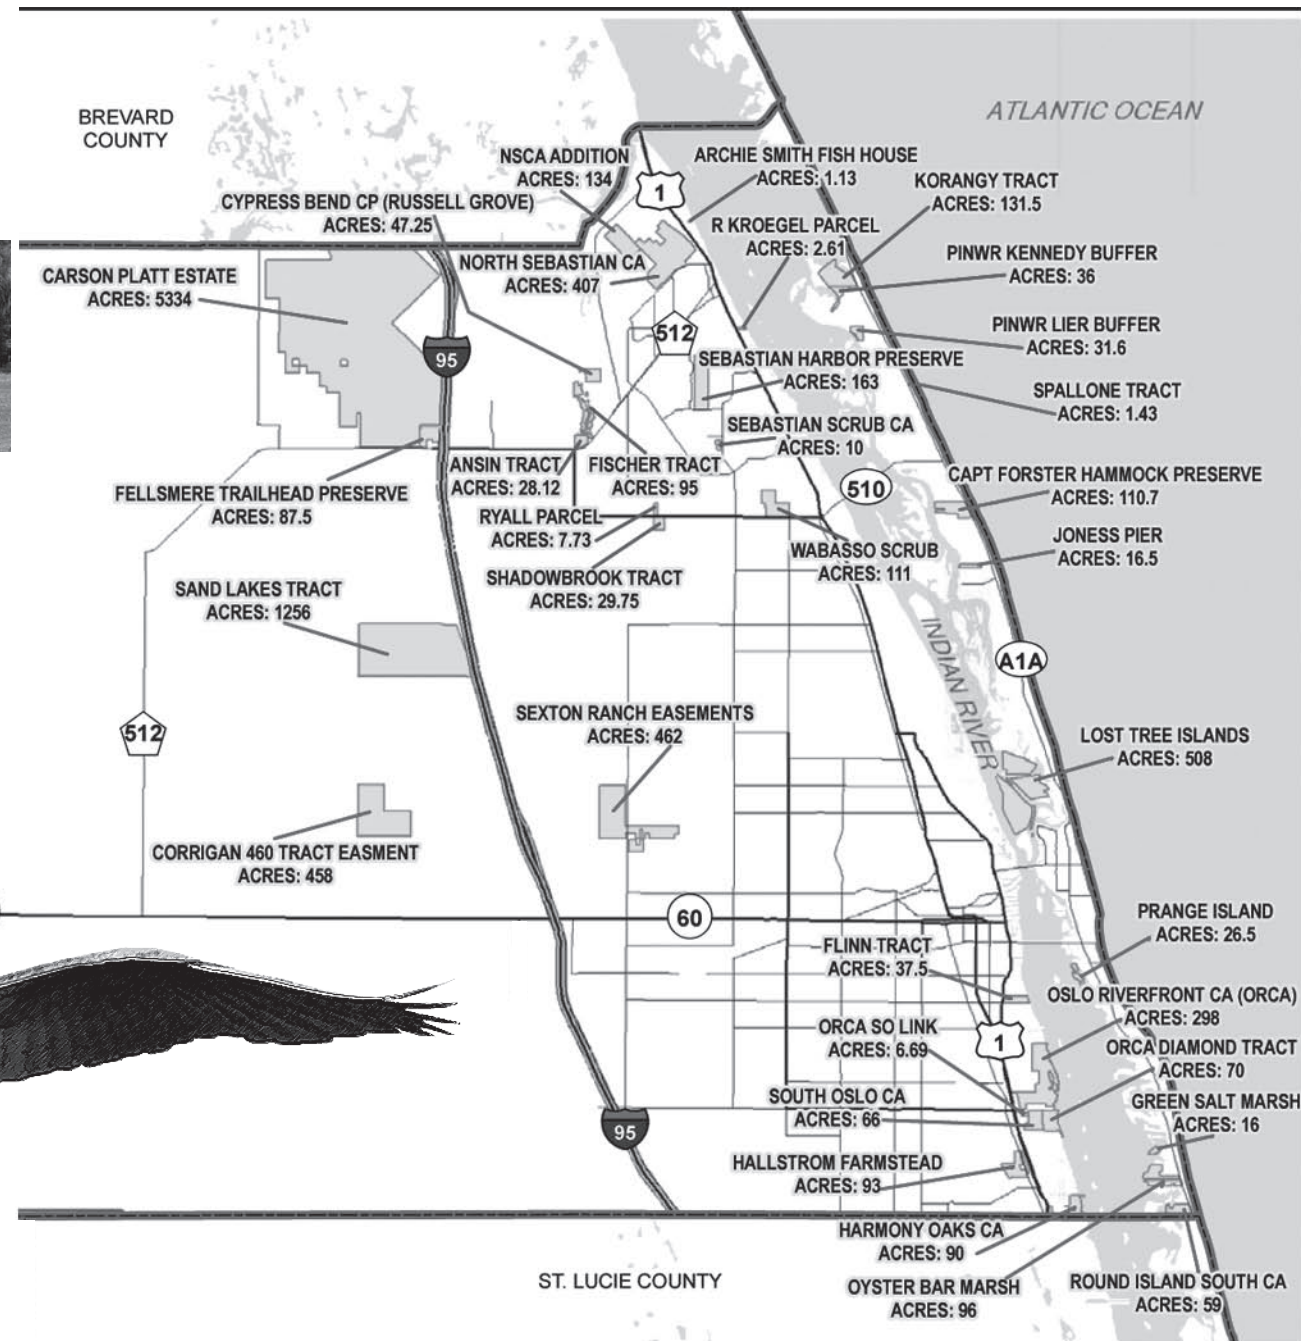 BREVARD
COUNTY
ATLANTIC OCEAN
NSCA ADDITION
ACRES: 134
1
ARCHIE SMITH FISH HOUSE
ACRES: 1.13
KORANGY TRACT
ACRES: 131.5
CYPRESS BEND CP (RUSSELL GROVE)
ACRES: 47.25
R KROEGEL PARCEL
ACRES: 2.61
PINWR KENNEDY BUFFER
ACRES: 36
CARSON PLATT ESTATE
ACRES: 5334
NORTH SEBASTIAN CA
ACRES: 407
512
95
PINWR LIER BUFFER
ACRES: 31.6
SEBASTIAN HARBOR PRESERVE
ACRES: 163
SPALLONE TRACT
ACRES: 1.43
SEBASTIAN SCRUB CA
ACRES: 10
ANSIN TRACT
ACRES: 28.12
FISCHER TRACT
ACRES: 95
510
CAPT FORSTER HAMMOCK PRESERVE
ACRES: 110.7
FELLSMERE TRAILHEAD PRESERVE
ACRES: 87.5
RYALL PARCEL
ACRES: 7.73
WABASSO SCRUB
ACRES: 111
JONESS PIER
ACRES: 16.5
SHADOWBROOK TRACT
ACRES: 29.75
SAND LAKES TRACT
ACRES: 1256
INDIAN RIVER
A1A
512
SEXTON RANCH EASEMENTS
ACRES: 462
LOST TREE ISLANDS
ACRES: 508
CORRIGAN 460 TRACT EASMENT
ACRES: 458
60
PRANGE ISLAND
ACRES: 26.5
FLINN TRACT
ACRES: 37.5
OSLO RIVERFRONT CA (ORCA)
ACRES: 298
ORCA SO LINK
ACRES: 6.69
1
ORCA DIAMOND TRACT
ACRES: 70
SOUTH OSLO CA
ACRES: 66
GREEN SALT MARSH
ACRES: 16
95
HALLSTROM FARMSTEAD
ACRES: 93
HARMONY OAKS CA
ACRES: 90
ST. LUCIE COUNTY
OYSTER BAR MARSH
ACRES: 96
ROUND ISLAND SOUTH CA
ACRES: 59